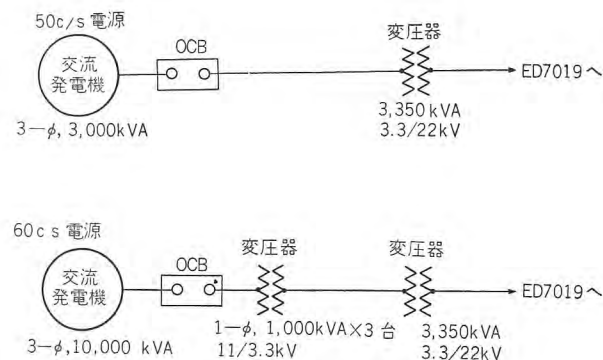 50c/s 電源
交流
発電機
3―φ, 3,000kVA
OCB
変圧器
3,350kVA
3.3/22kV
ED7019へ
60c s 電源
交流
発電機
3―φ,10,000 kVA
OCB
変圧器
1―φ, 1,000kVA×3 台
11/3.3kV
変圧器
3,350kVA
3.3/22kV
ED7019へ